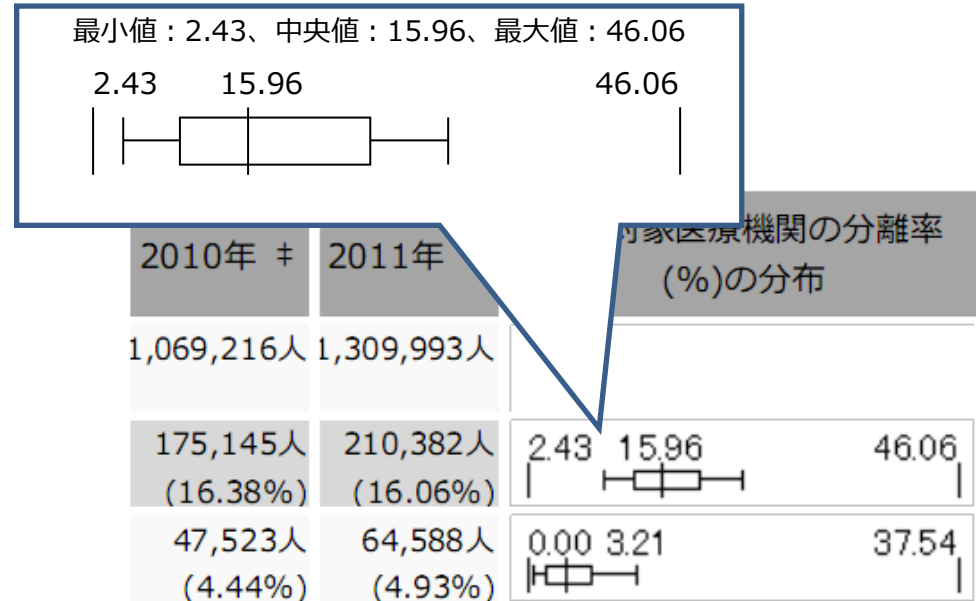 最小値：2.43、中央値：15.96、最大値：46.06
2.43 15.96 46.06
2010年 ‡ 2011年 対象医療機関の分離率
(%)の分布
1,069,216人 1,309,993人
175,145人 210,382人 2.43 15.96 46.06
(16.38%) (16.06%)
47,523人 64,588人 0.00 3.21 37.54
(4.44%) (4.93%)